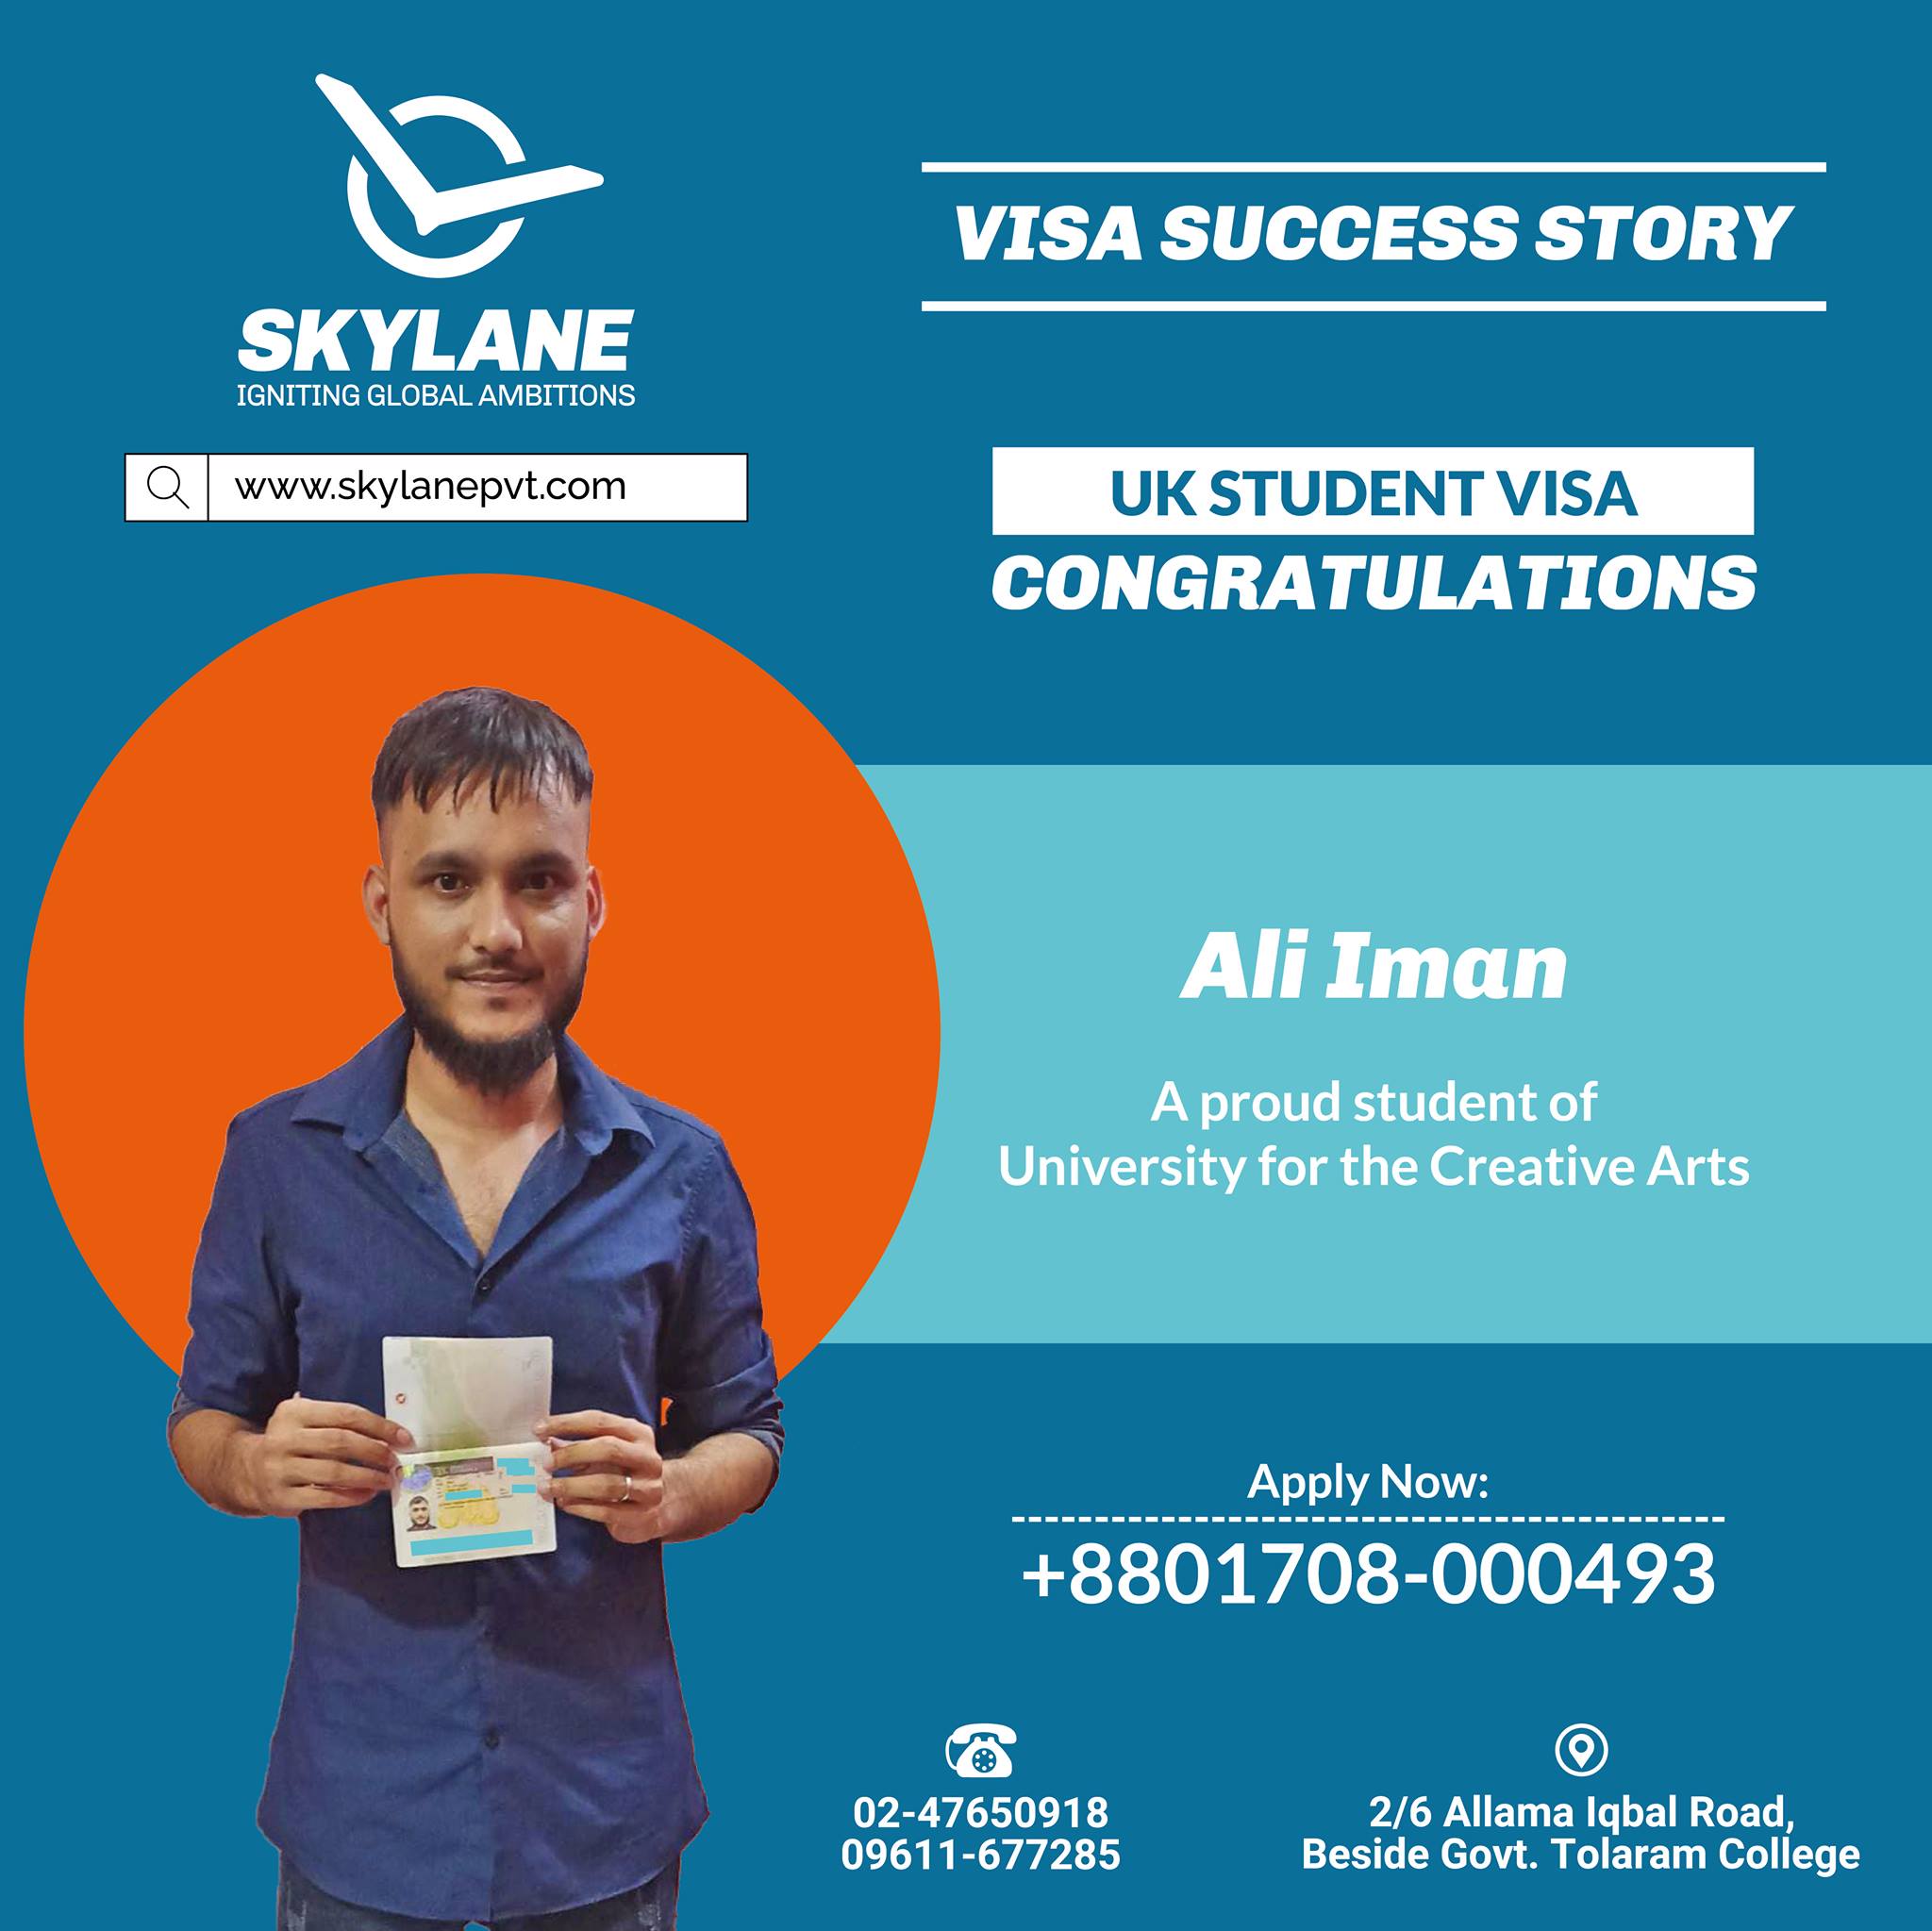 SKYLANE
IGNITING GLOBAL AMBITIONS
www.skylanepvt.com
VISA SUCCESS STORY
UK STUDENT VISA
CONGRATULATIONS
Ali Iman
A proud student of
University for the Creative Arts
Apply Now:
+8801708-000493
02-47650918
09611-677285
2/6 Allama Iqbal Road,
Beside Govt. Tolaram College